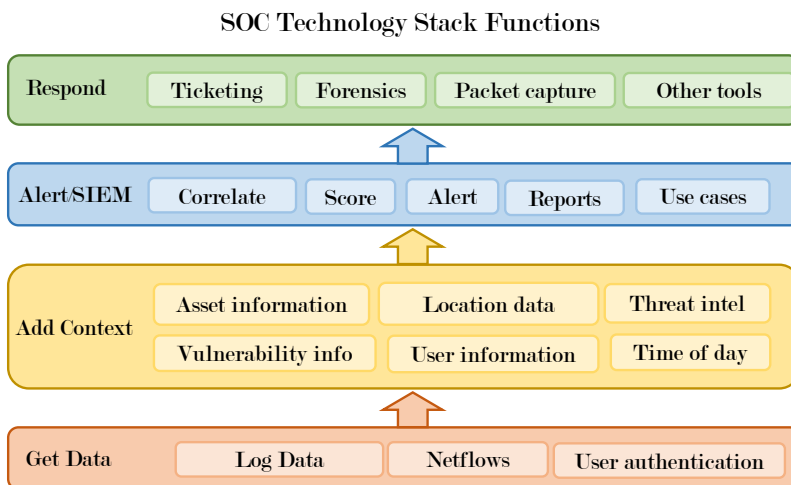 SOC Technology Stack Functions
Respond
Ticketing
Forensics
Packet capture
Other tools
Alert/SIEM
Correlate
Score
Alert
Reports
Use cases
Add Context
Asset information
Location data
Threat intel
Vulnerability info
User information
Time of day
Get Data
Log Data
Netflows
User authentication